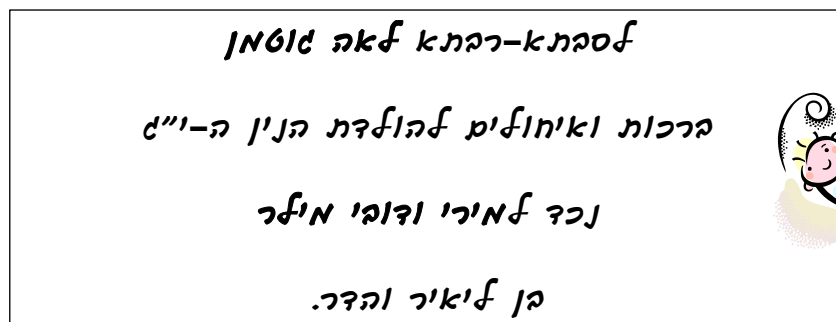 לסבתא-רבתא לאה גוטמן
ברכות ואיחולים להולדת הנין ה-י"ג
נכד למירי ודובי מילר
בן ליאיר והדר.